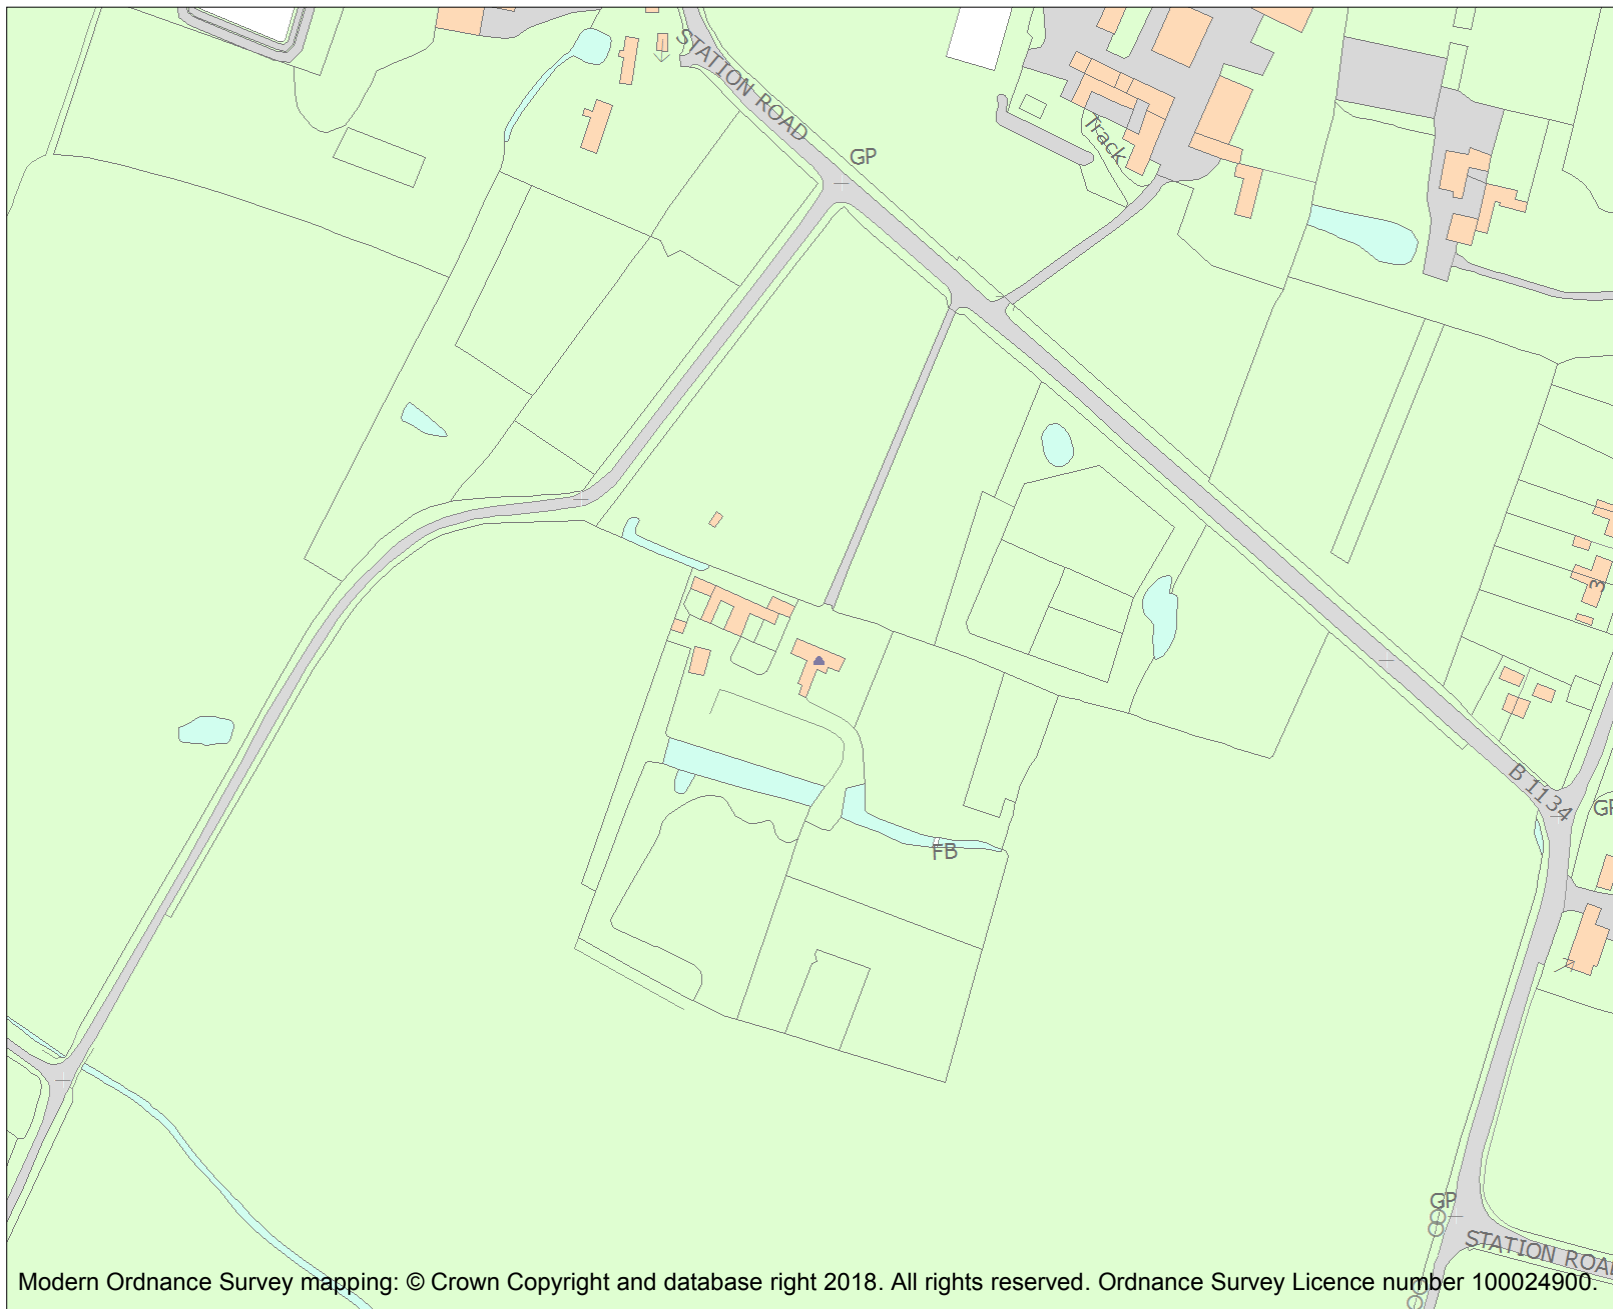 STATION ROAD
GP
Track
3
B 1134
GP
FB
GP
STATION ROAD
Modern Ordnance Survey mapping: © Crown Copyright and database right 2018. All rights reserved. Ordnance Survey Licence number 100024900.